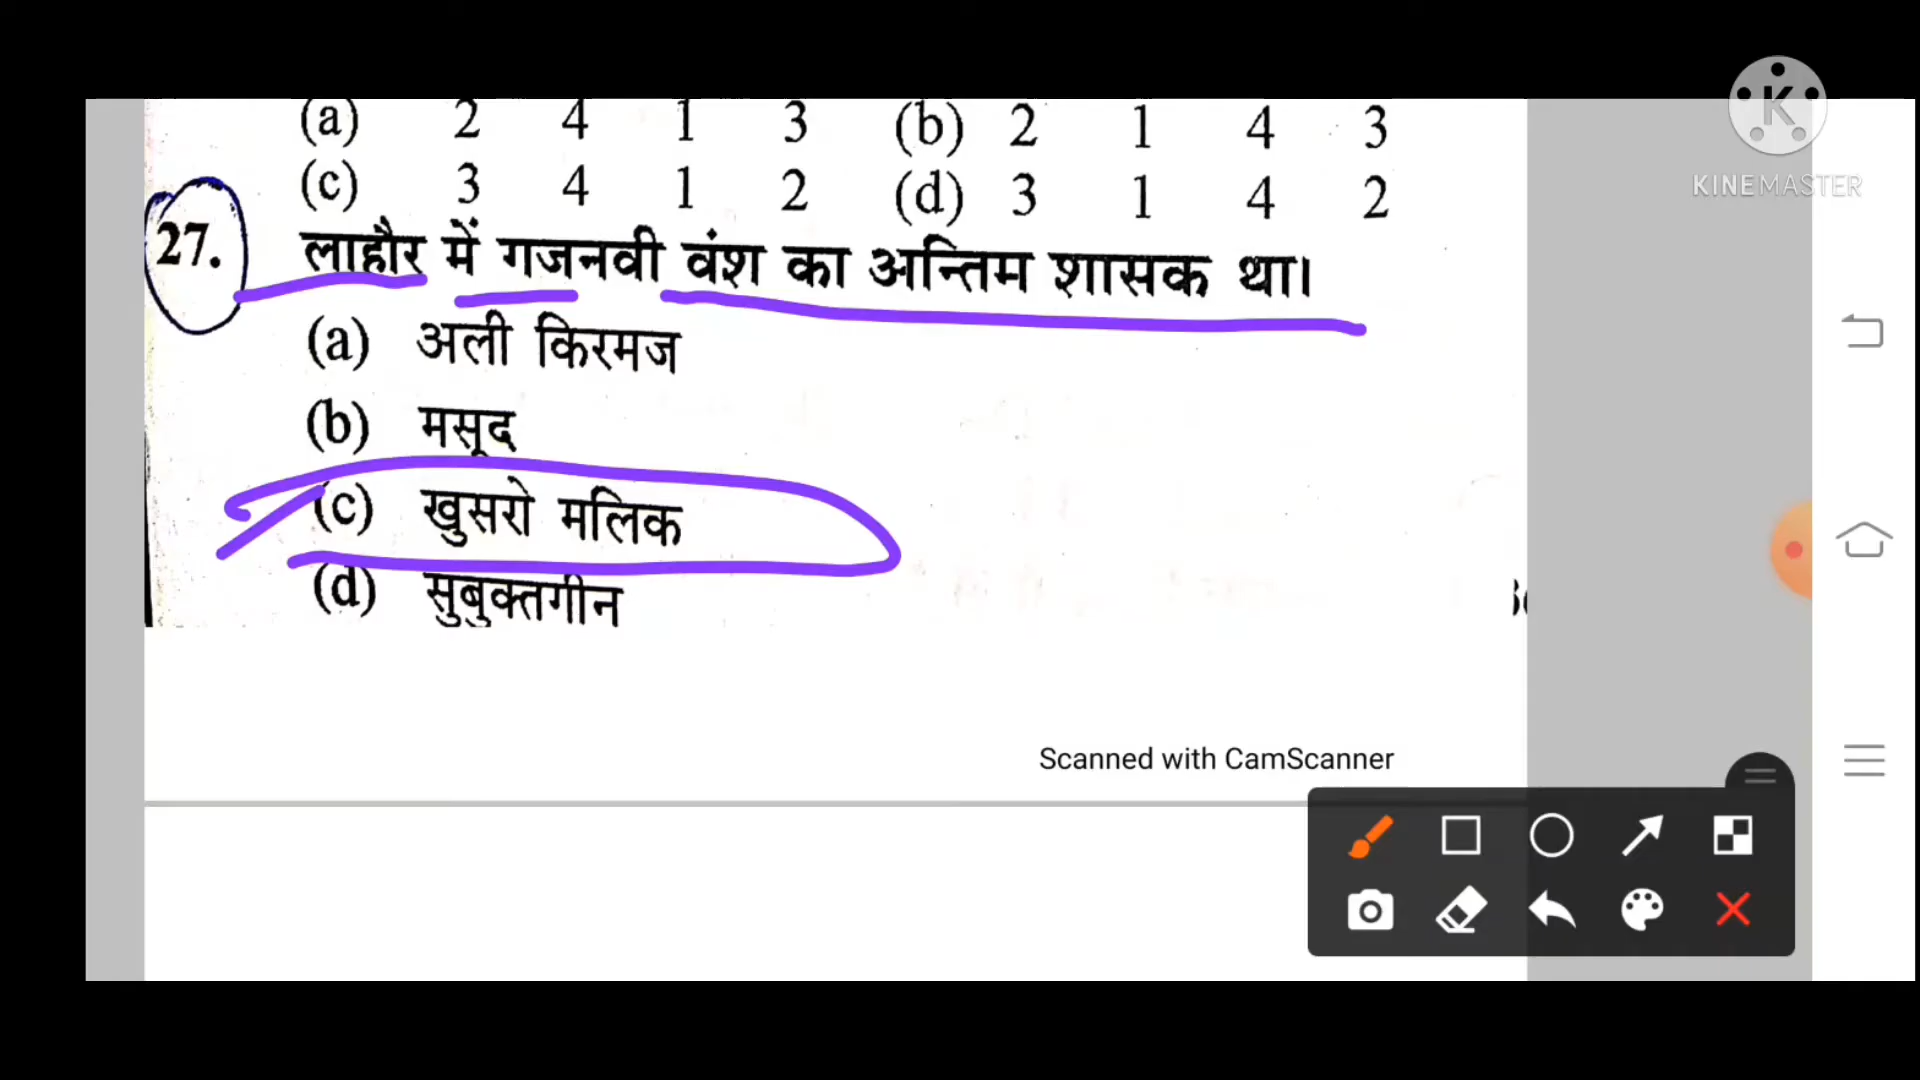 (a) 2 4 1 3 (b) 2 1 4 3
(c) 3 4 1 2 (d) 3 1 4 2
27. लाहौर में गजनवी वंश का अन्तिम शासक था।
(a) अली किरमज
(b) मसूद
(c) खुसरो मलिक
(d) सुबुक्तगीन
Scanned with CamScanner
K
KINEMASTER